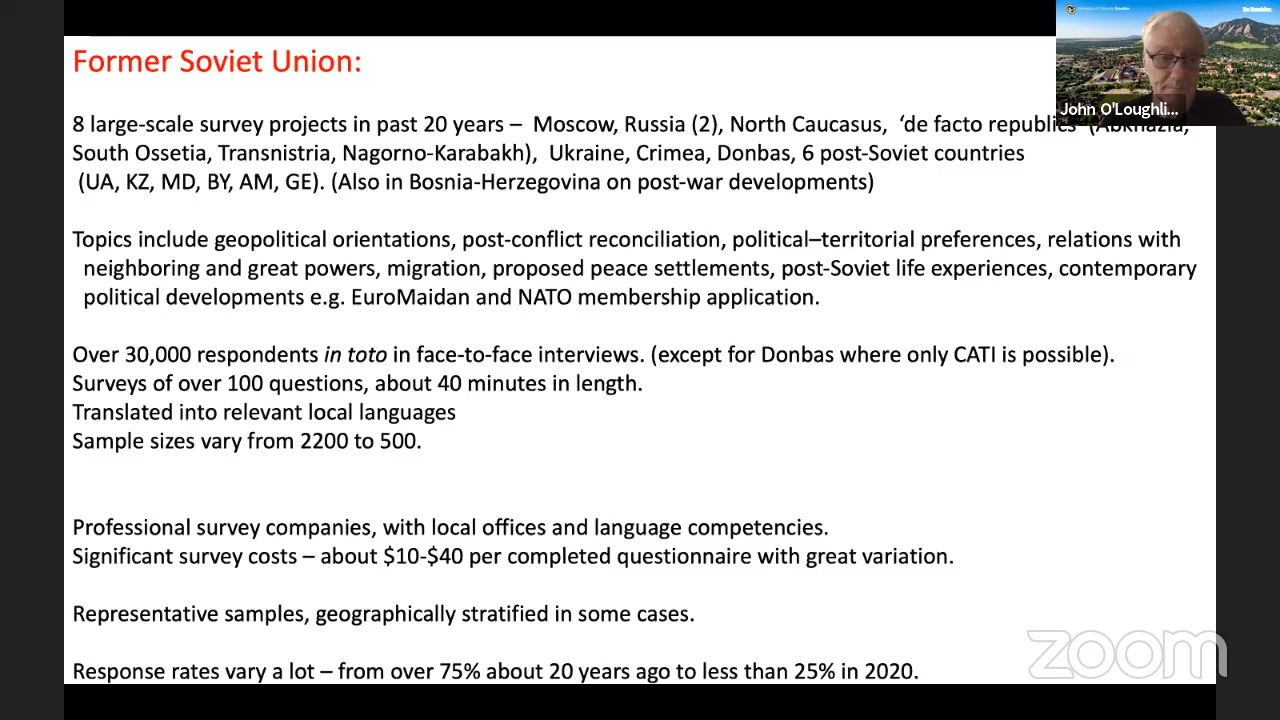 Former Soviet Union:
8 large-scale survey projects in past 20 years – Moscow, Russia (2), North Caucasus, ‘de facto republics (Abkhazia,
South Ossetia, Transnistria, Nagorno-Karabakh), Ukraine, Crimea, Donbas, 6 post-Soviet countries
(UA, KZ, MD, BY, AM, GE). (Also in Bosnia-Herzegovina on post-war developments)
Topics include geopolitical orientations, post-conflict reconciliation, political–territorial preferences, relations with
neighboring and great powers, migration, proposed peace settlements, post-Soviet life experiences, contemporary
political developments e.g. EuroMaidan and NATO membership application.
Over 30,000 respondents in toto in face-to-face interviews. (except for Donbas where only CATI is possible).
Surveys of over 100 questions, about 40 minutes in length.
Translated into relevant local languages
Sample sizes vary from 2200 to 500.
Professional survey companies, with local offices and language competencies.
Significant survey costs – about $10-$40 per completed questionnaire with great variation.
Representative samples, geographically stratified in some cases.
Response rates vary a lot – from over 75% about 20 years ago to less than 25% in 2020.
University of Colorado Boulder
Be Boulder.
John O'Loughli...
zoom